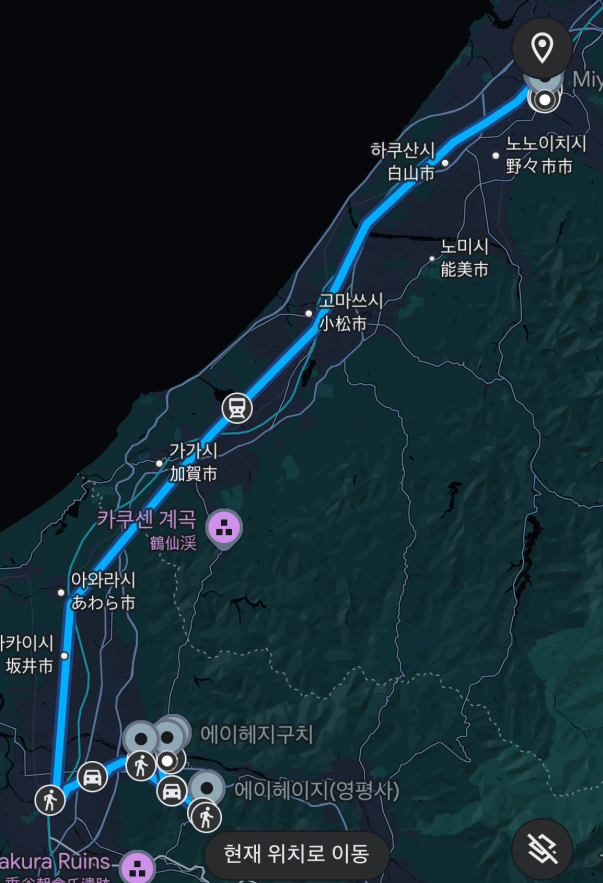 Miy
하쿠산시
白山市
노노이치시
野々市市
노미시
能美市
고마쓰시
小松市
가가시
加賀市
카쿠센 계곡
鶴仙渓
아와라시
あわら市
카이시
坂井市
에이헤지구치
에이헤이지(영평사)
현재 위치로 이동
akura Ruins